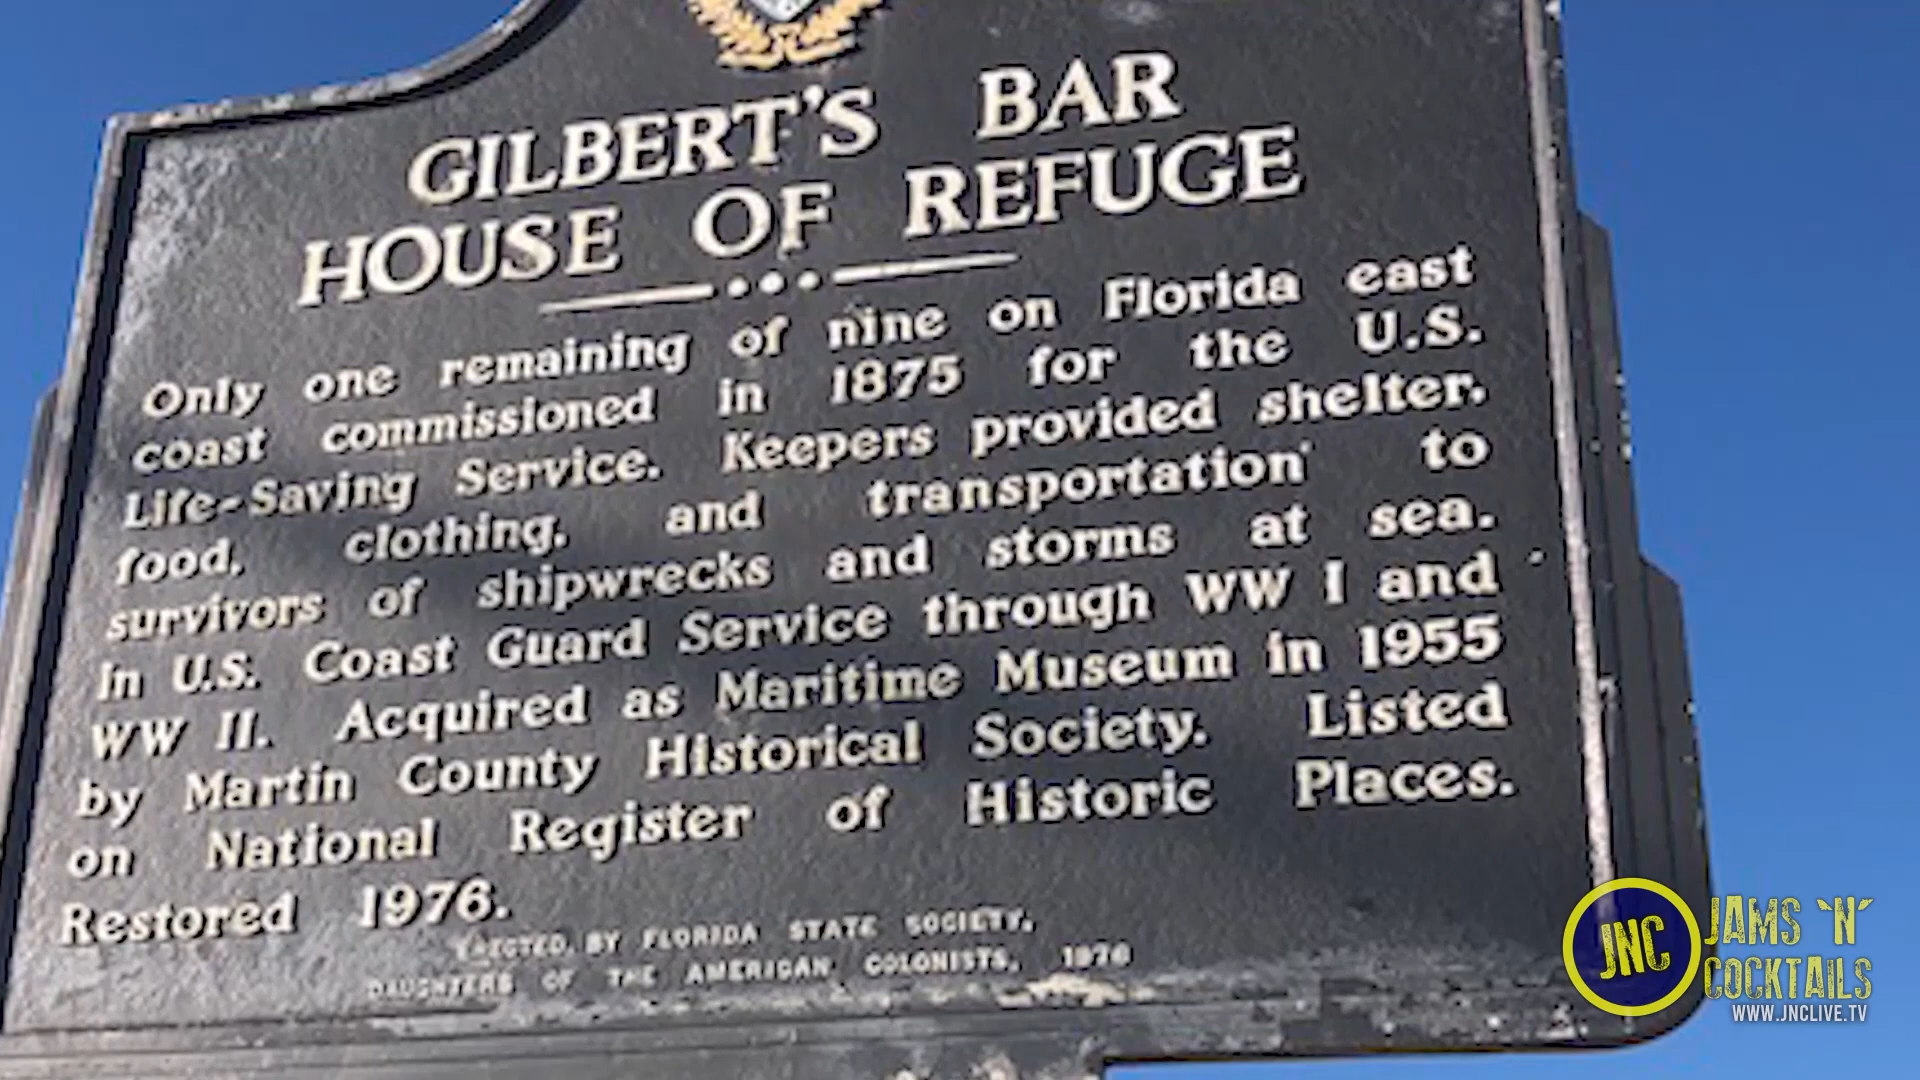 GILBERT'S BAR
HOUSE OF REFUGE
Only one remaining of nine on Florida east
coast commissioned in 1875 for the U.S.
Life-Saving Service. Keepers provided shelter,
food, clothing, and transportation to
survivors of shipwrecks and storms at sea.
In U.S. Coast Guard Service through WW I and
WW II. Acquired as Maritime Museum in 1955
by Martin County Historical Society. Listed
on National Register of Historic Places.
Restored 1976.
ERECTED BY FLORIDA STATE SOCIETY,
DAUGHTERS OF THE AMERICAN COLONISTS, 1976
JNC
JAMS 'N'
COCKTAILS
WWW.JNCLIVE.TV